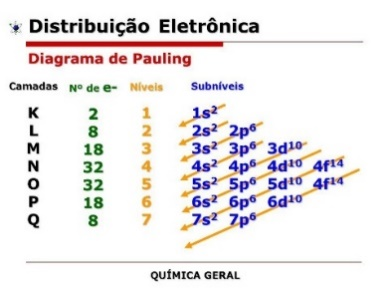 Distribuição Eletrônica
Diagrama de Pauling
Camadas Nº de e- Níveis Subníveis
K 2 1 1s²
L 8 2 2s² 2p⁶
M 18 3 3s² 3p⁶ 3d¹⁰
N 32 4 4s² 4p⁶ 4d¹⁰ 4f¹⁴
O 32 5 5s² 5p⁶ 5d¹⁰ 4f¹⁴
P 18 6 6s² 6p⁶ 6d¹⁰
Q 8 7 7s² 7p⁶
QUÍMICA GERAL